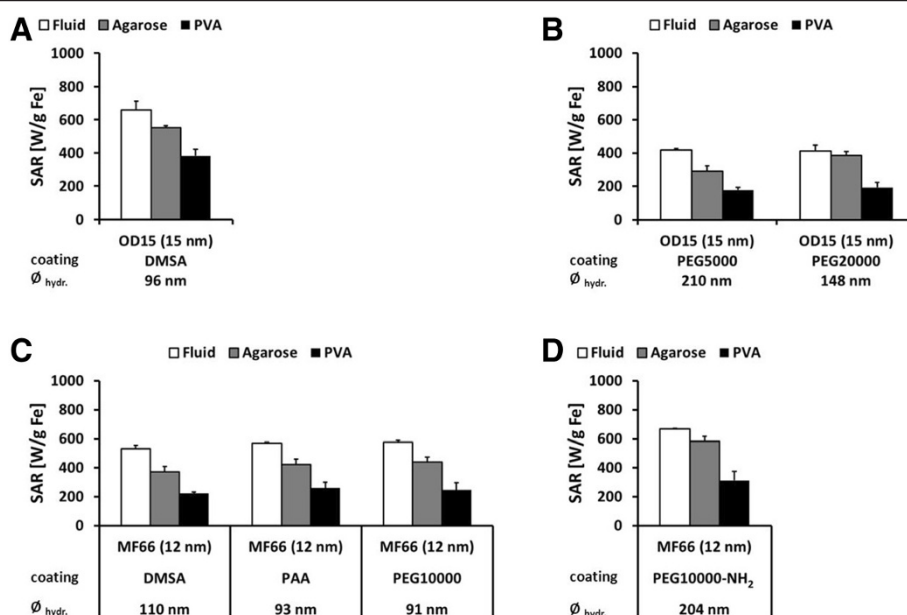 A
Fluid Agarose PVA
SAR [W/g Fe]
1000
800
600
400
200
0
OD15 (15 nm)
coating DMSA
Ø hydr. 96 nm
B
Fluid Agarose PVA
SAR [W/g Fe]
1000
800
600
400
200
0
OD15 (15 nm) OD15 (15 nm)
coating PEG5000 PEG20000
Ø hydr. 210 nm 148 nm
C
Fluid Agarose PVA
SAR [W/g Fe]
1000
800
600
400
200
0
MF66 (12 nm) MF66 (12 nm) MF66 (12 nm)
coating DMSA PAA PEG10000
Ø hydr. 110 nm 93 nm 91 nm
D
Fluid Agarose PVA
SAR [W/g Fe]
1000
800
600
400
200
0
MF66 (12 nm)
coating PEG10000-NH₂
Ø hydr. 204 nm